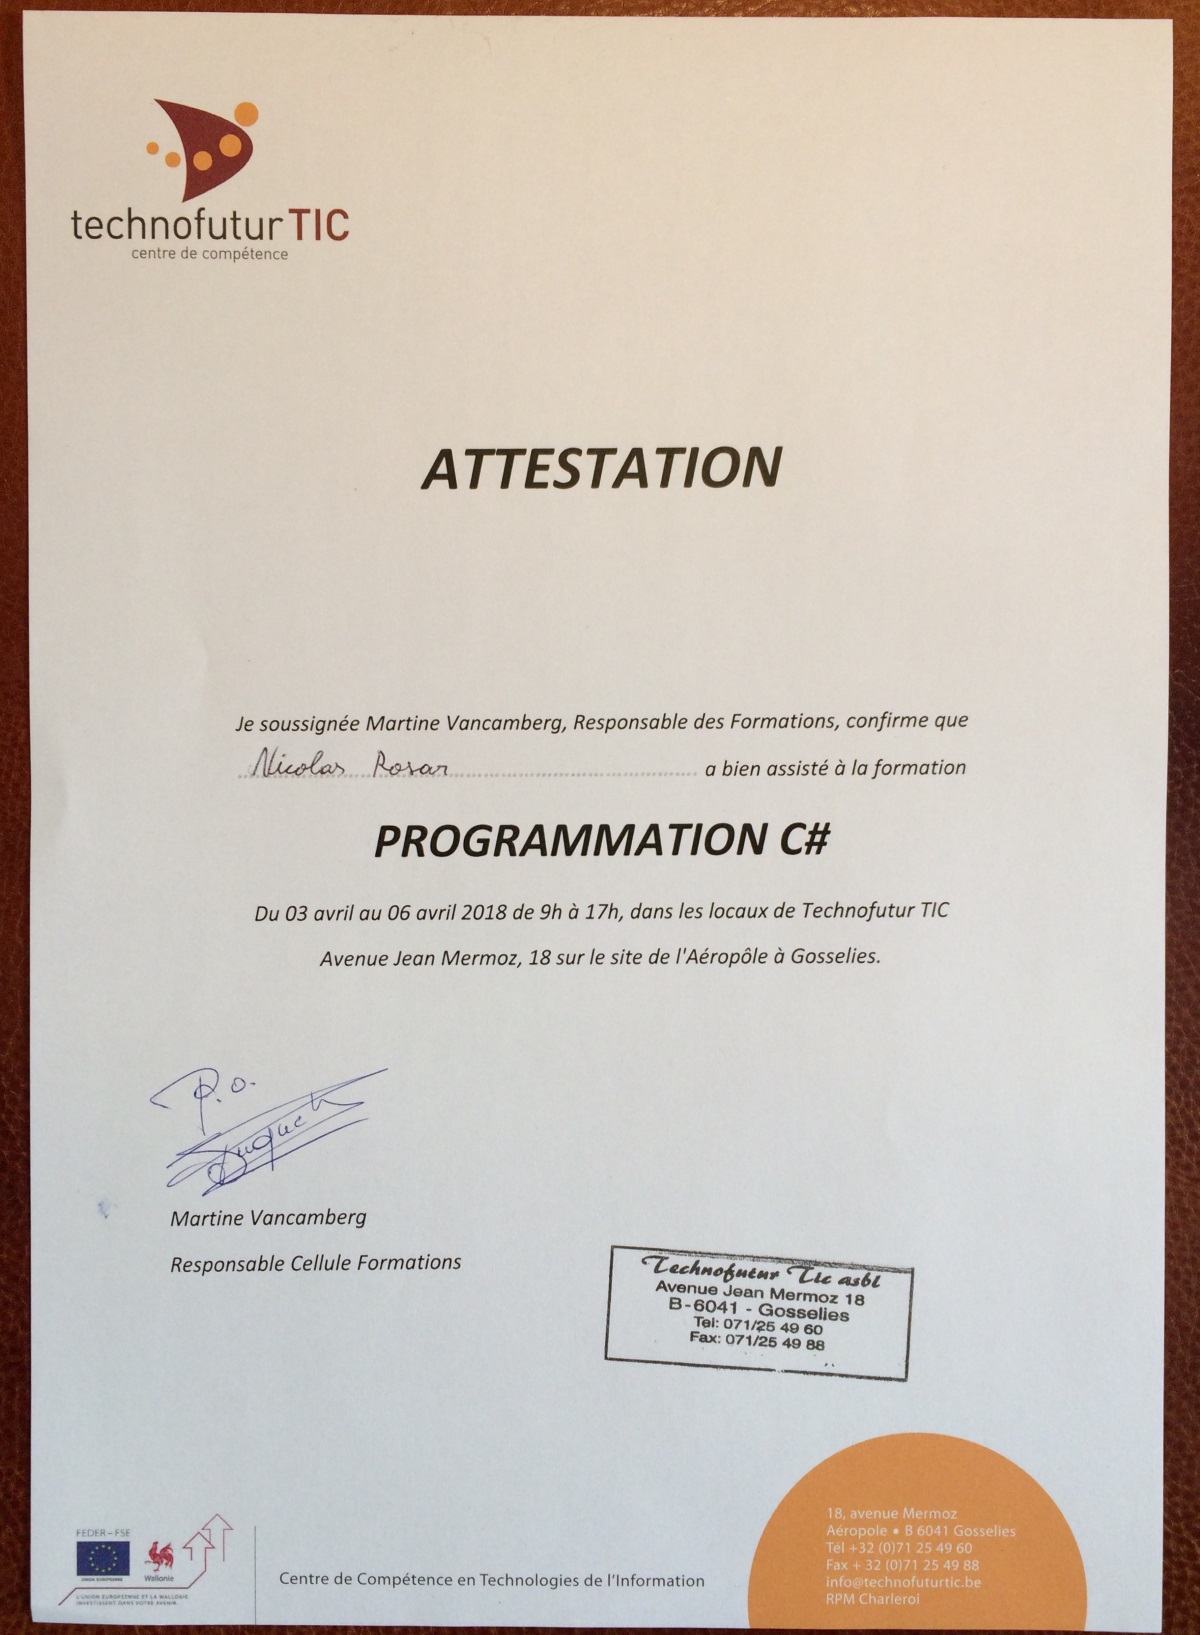 technofutur TIC
centre de compétence
ATTESTATION
Je soussignée Martine Vancamberg, Responsable des Formations, confirme que
Nicolas Rosar a bien assisté à la formation
PROGRAMMATION C#
Du 03 avril au 06 avril 2018 de 9h à 17h, dans les locaux de Technofutur TIC
Avenue Jean Mermoz, 18 sur le site de l'Aéropôle à Gosselies.
P.O.
Martine Vancamberg
Responsable Cellule Formations
Technofutur Tic asbl
Avenue Jean Mermoz 18
B-6041 - Gosselies
Tel: 071/25 49 60
Fax: 071/25 49 88
FEDER – FSE
UNION EUROPEENNE
Wallonie
L'UNION EUROPEENNE ET LA WALLONIE
INVESTISSENT DANS VOTRE AVENIR.
Centre de Compétence en Technologies de l'Information
18, avenue Mermoz
Aéropole • B 6041 Gosselies
Tél +32 (0)71 25 49 60
Fax + 32 (0)71 25 49 88
info@technofuturtic.be
RPM Charleroi